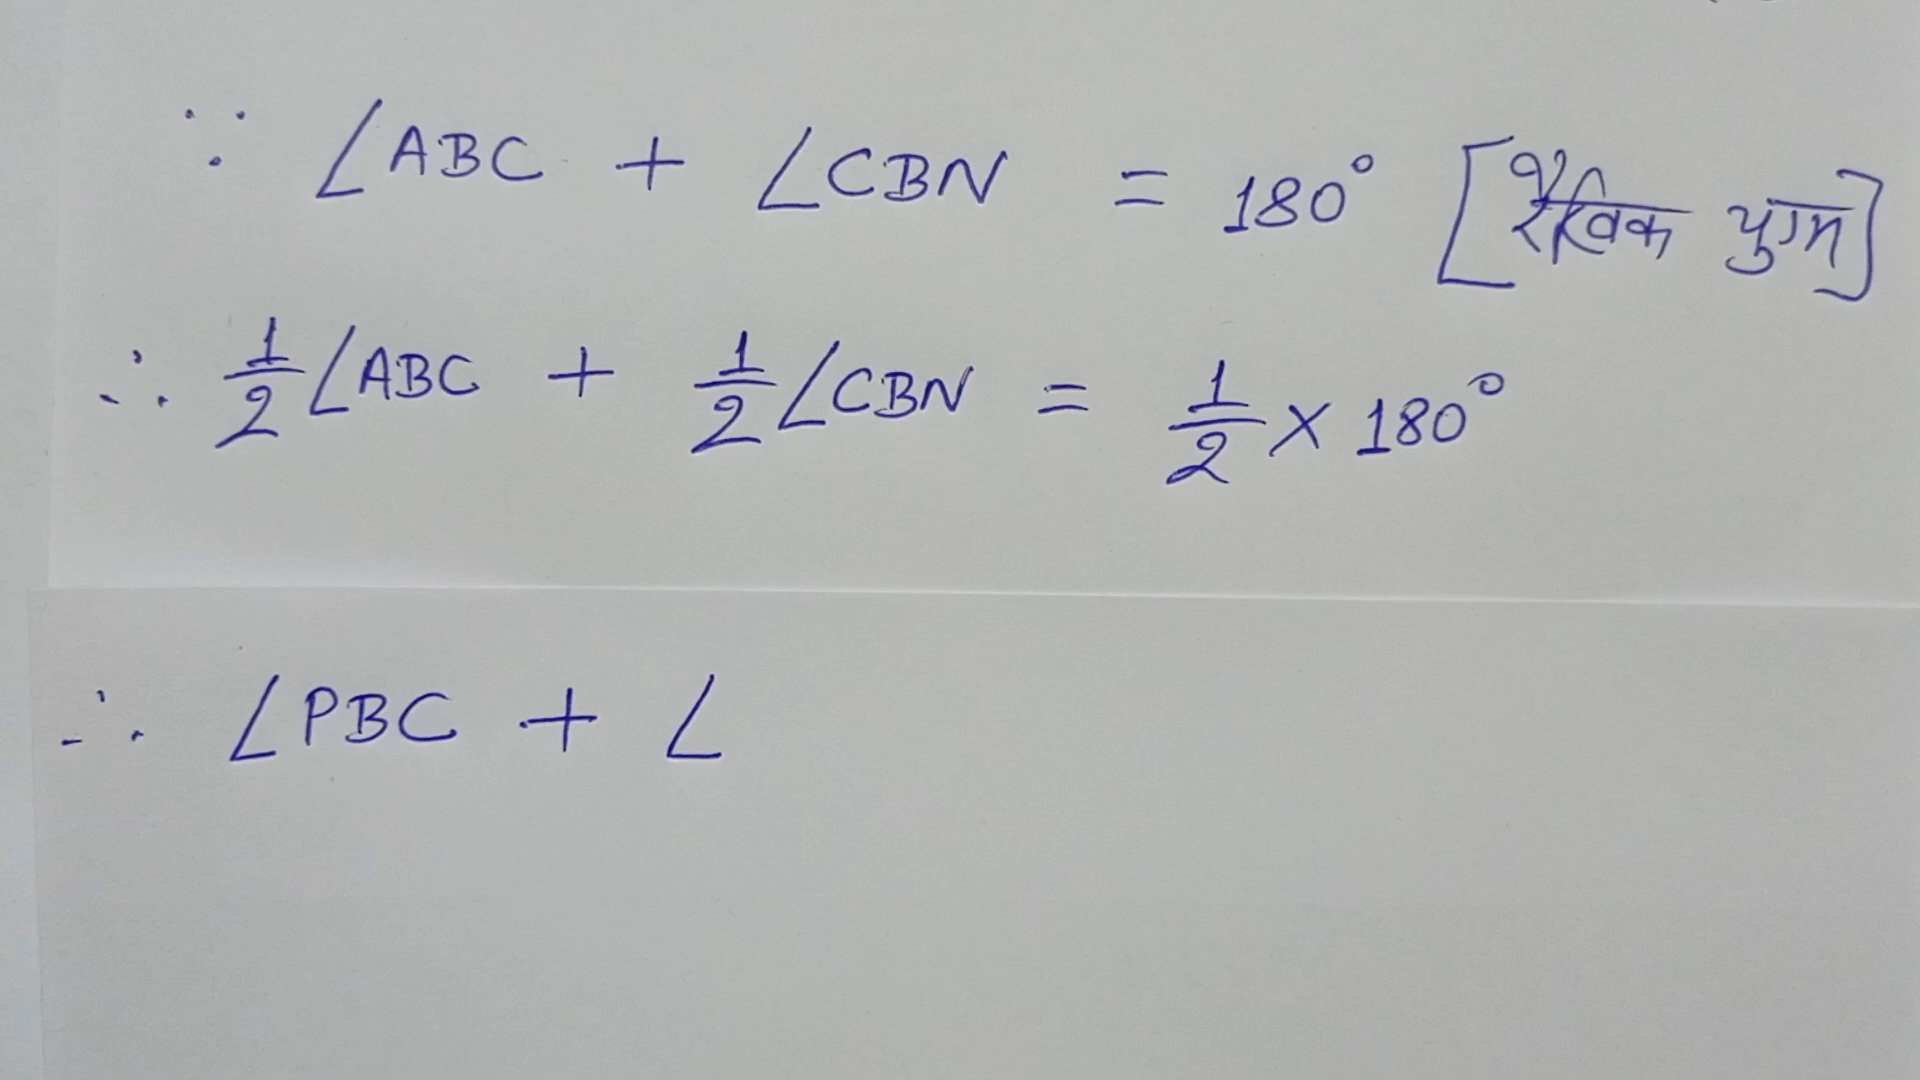 ∵ ∠ABC + ∠CBN = 180° [रैखिक युग्म]
∴ 1/2 ∠ABC + 1/2 ∠CBN = 1/2 × 180°
∴ ∠PBC + ∠